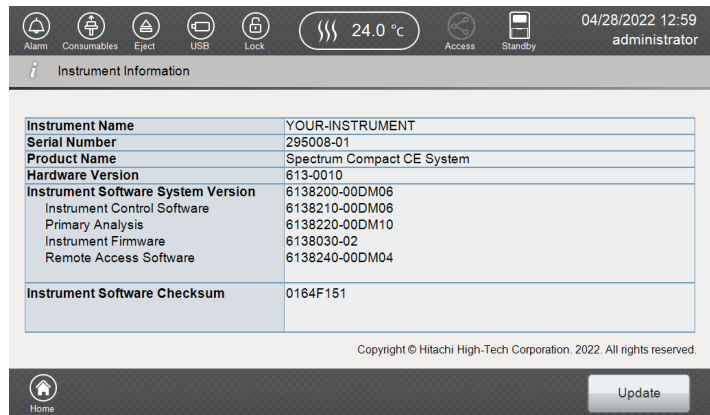 Alarm Consumables Eject USB Lock 24.0 °c Access Standby 04/28/2022 12:59
administrator
i Instrument Information
Instrument Name YOUR-INSTRUMENT
Serial Number 295008-01
Product Name Spectrum Compact CE System
Hardware Version 613-0010
Instrument Software System Version 6138200-00DM06
Instrument Control Software 6138210-00DM06
Primary Analysis 6138220-00DM10
Instrument Firmware 6138030-02
Remote Access Software 6138240-00DM04
Instrument Software Checksum 0164F151
Copyright © Hitachi High-Tech Corporation. 2022. All rights reserved.
Home Update